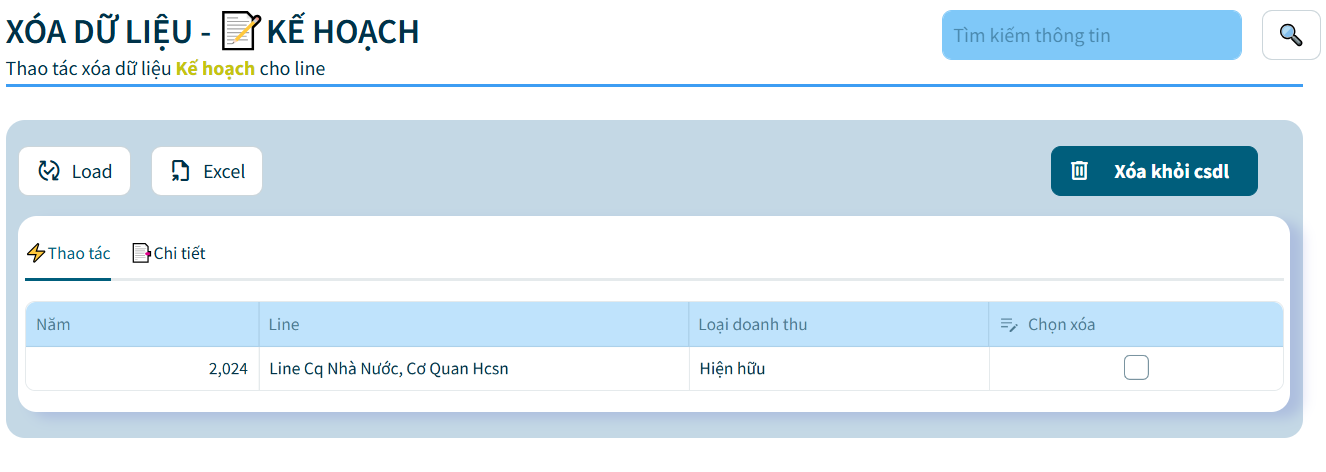 XÓA DỮ LIỆU - 📝 KẾ HOẠCH
Tìm kiếm thông tin
Thao tác xóa dữ liệu Kế hoạch cho line
Load
Excel
Xóa khỏi csdl
⚡Thao tác
📑Chi tiết
Năm
Line
Loại doanh thu
Chọn xóa
2,024
Line Cq Nhà Nước, Cơ Quan Hcsn
Hiện hữu